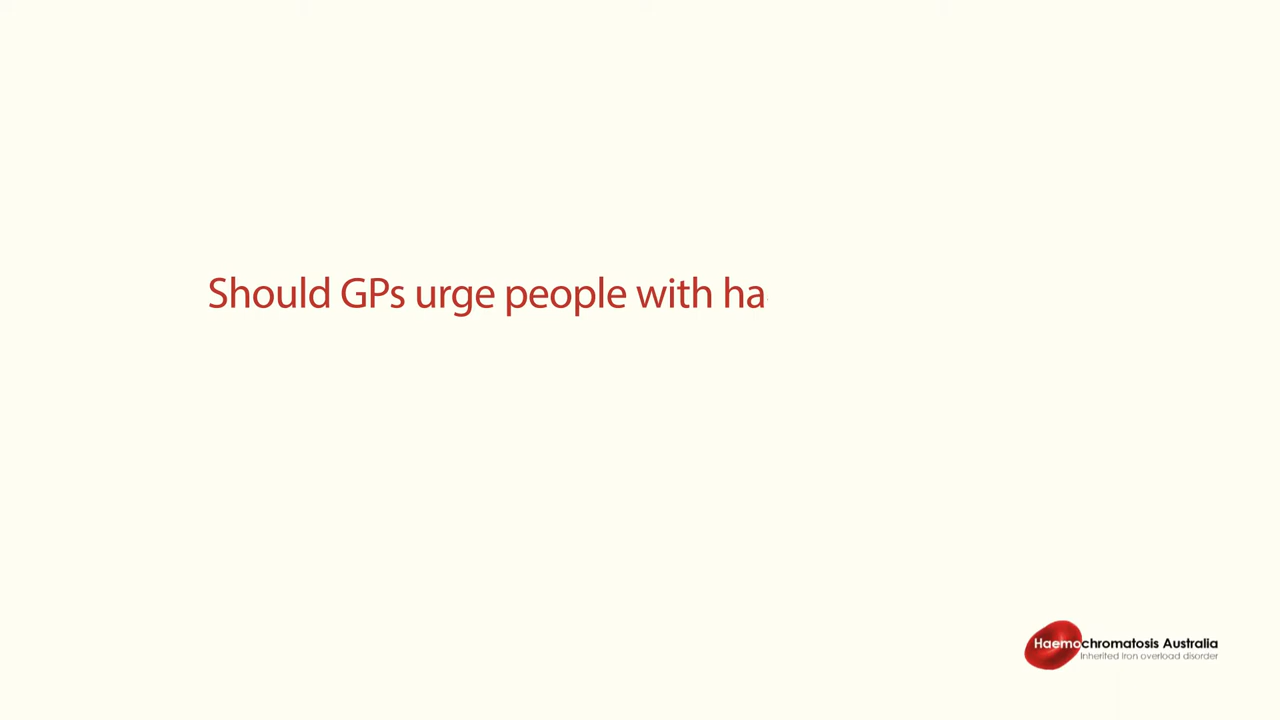 Should GPs urge people with ha
Haemochromatosis Australia
Inherited Iron overload disorder